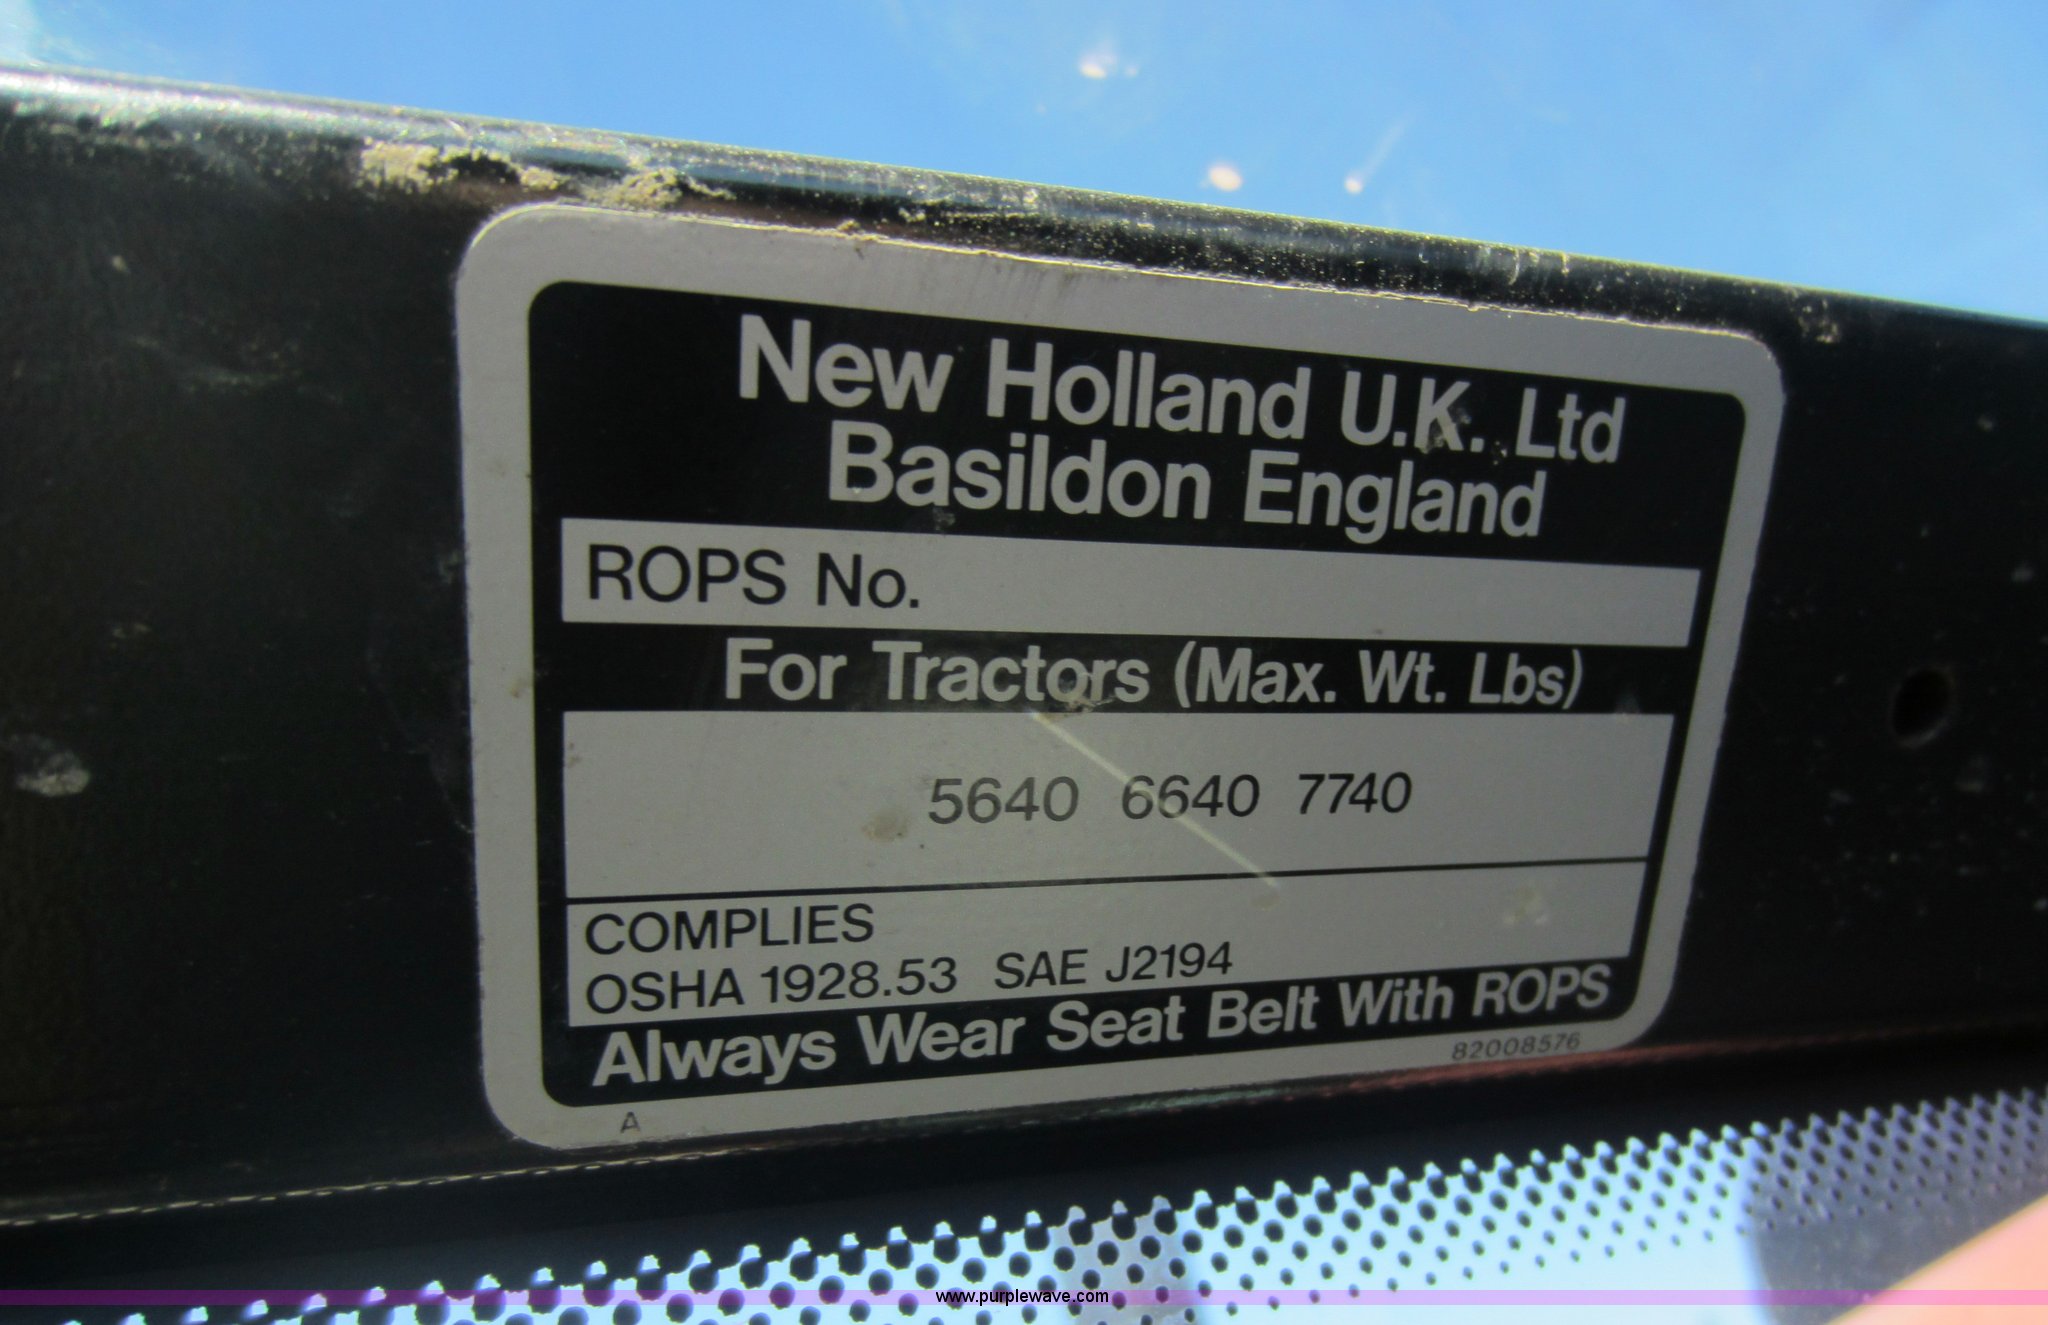 New Holland U.K. Ltd
Basildon England
ROPS No.
For Tractors (Max. Wt. Lbs)
5640 6640 7740
COMPLIES
OSHA 1928.53 SAE J2194
Always Wear Seat Belt With ROPS
82008576
A
www.purplewave.com